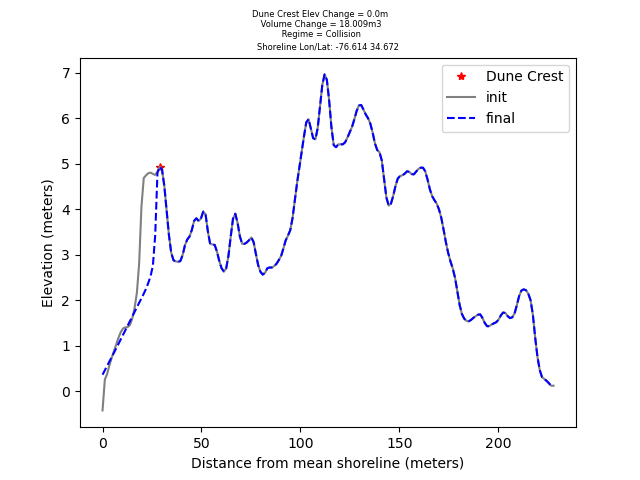 Dune Crest Elev Change = 0.0m
Volume Change = 18.009m3
Regime = Collision
Shoreline Lon/Lat: -76.614 34.672
Dune Crest
init
final
Elevation (meters)
7
6
5
4
3
2
1
0
0 50 100 150 200
Distance from mean shoreline (meters)